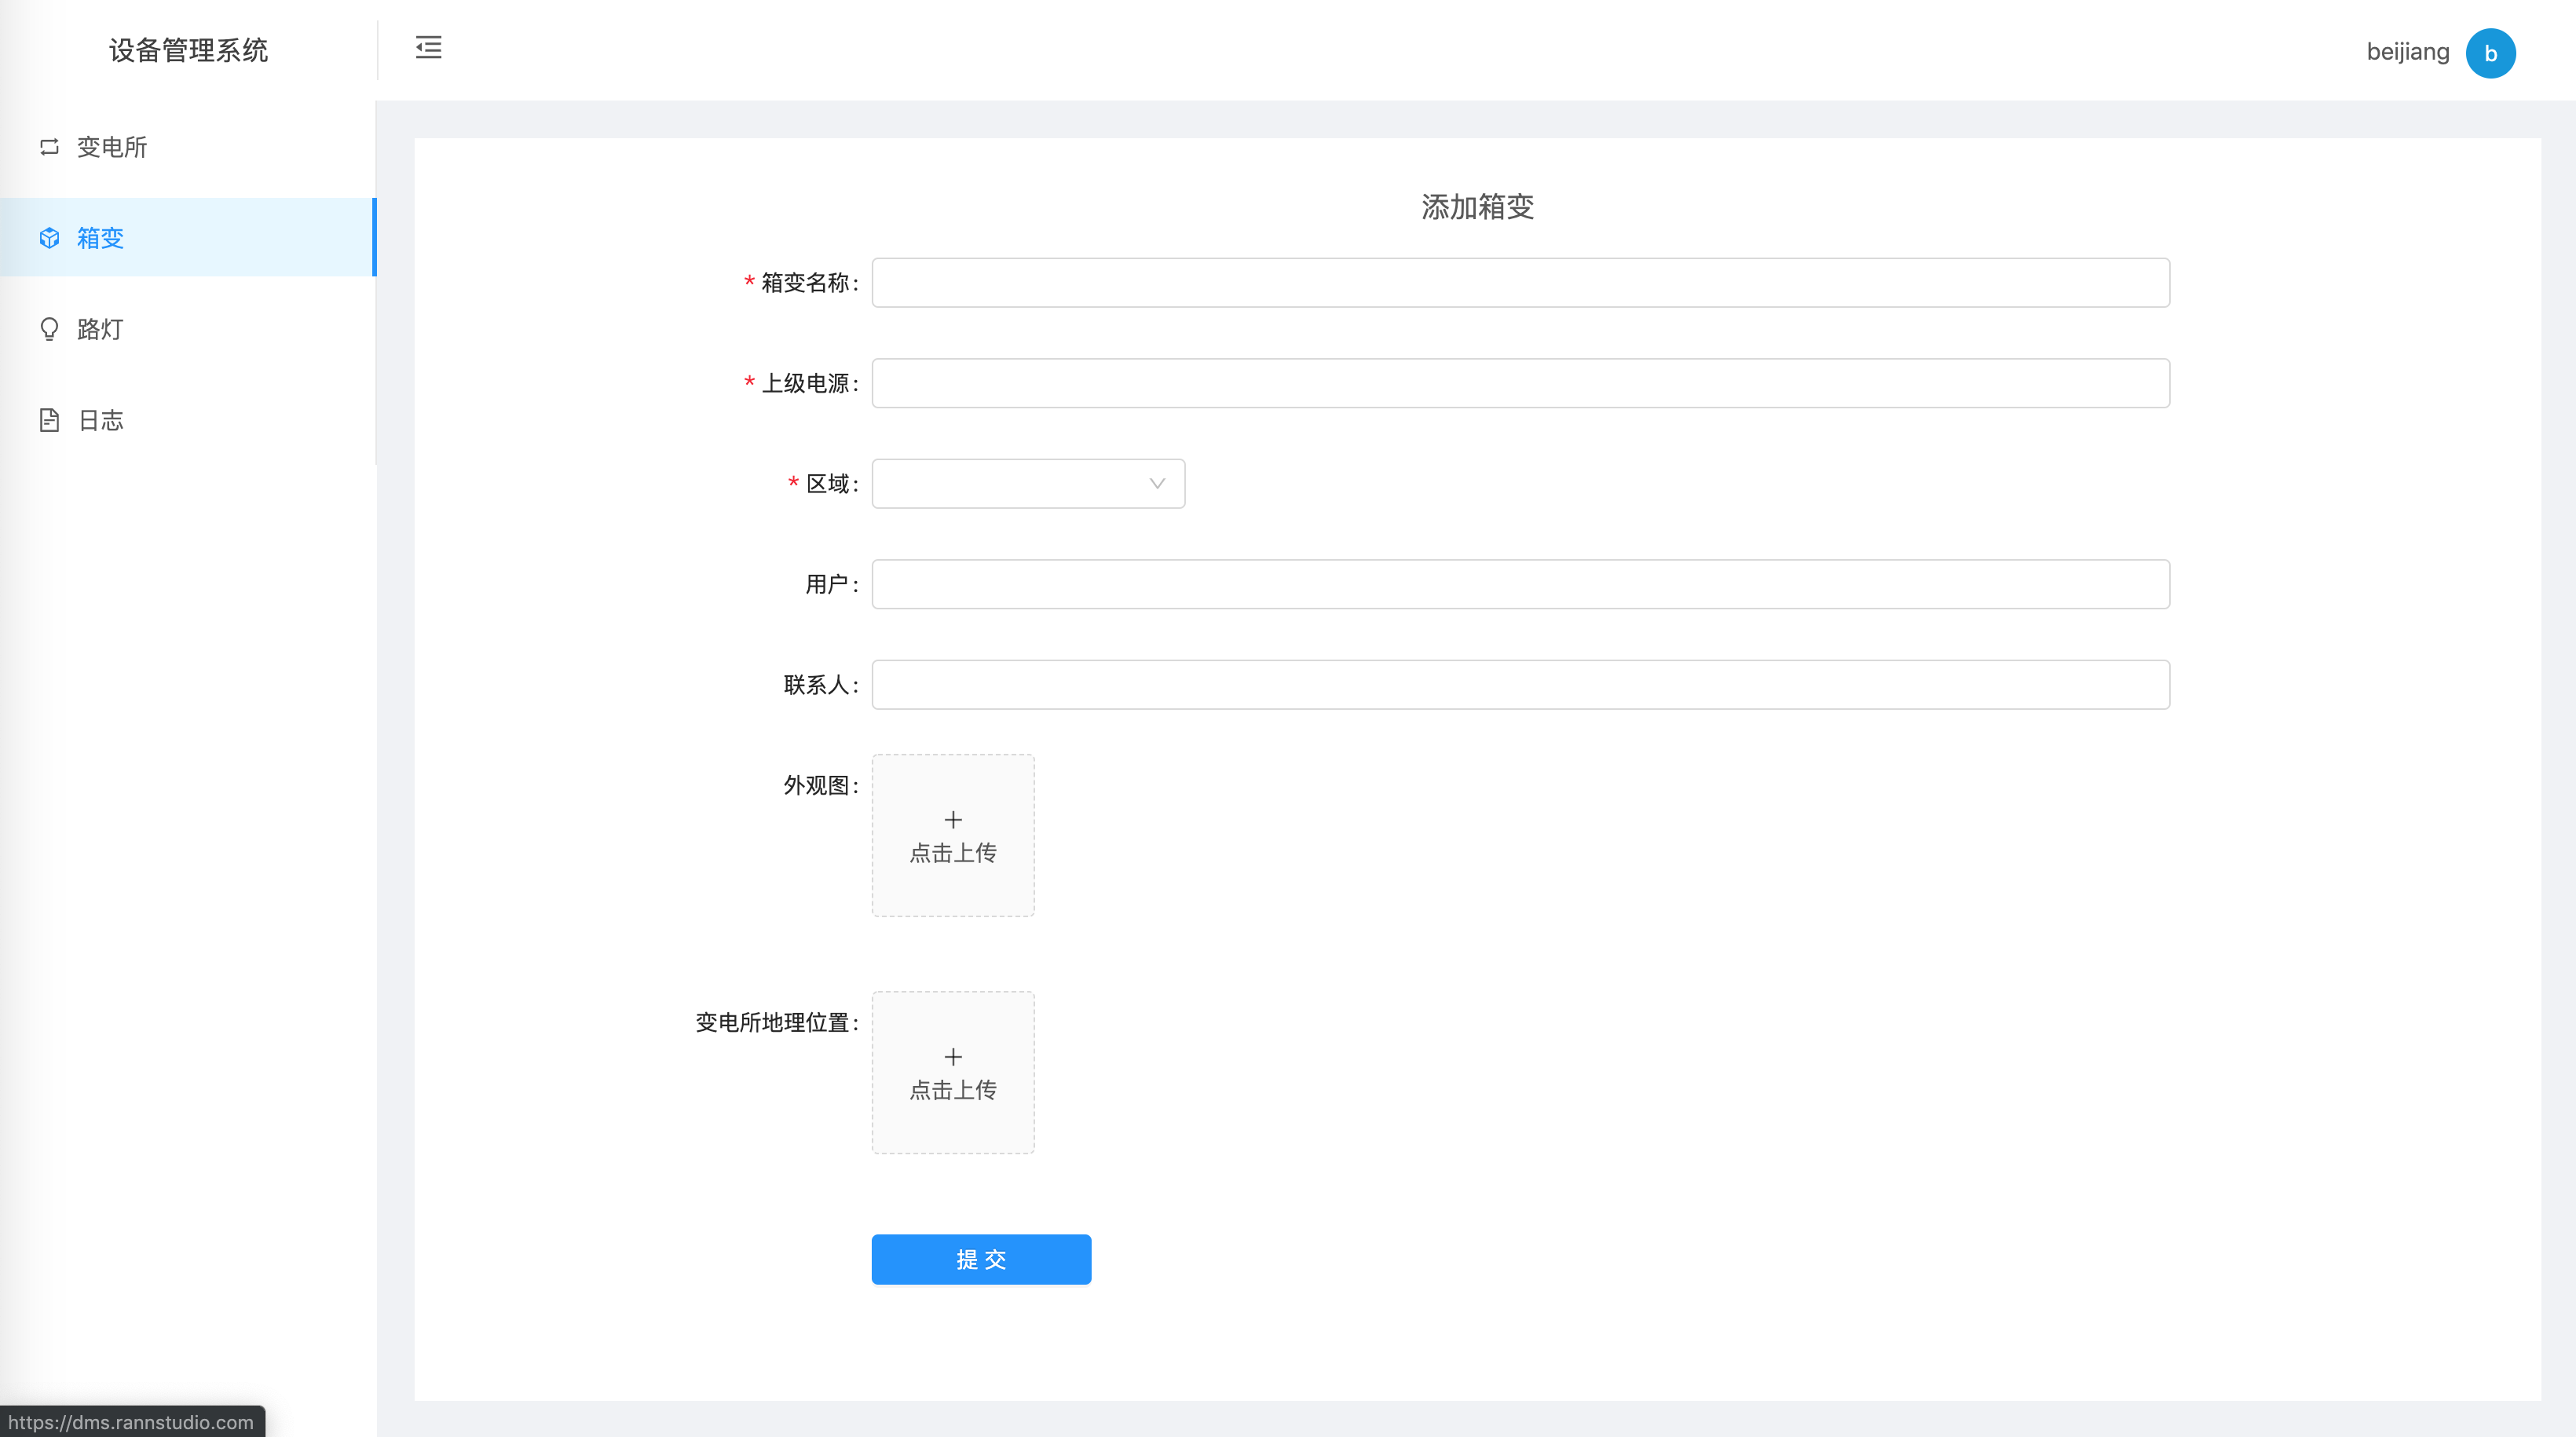 设备管理系统
beijiang
b
变电所
箱变
路灯
日志
添加箱变
* 箱变名称:
* 上级电源:
* 区域:
用户:
联系人:
外观图:
点击上传
变电所地理位置:
点击上传
提 交
https://dms.rannstudio.com